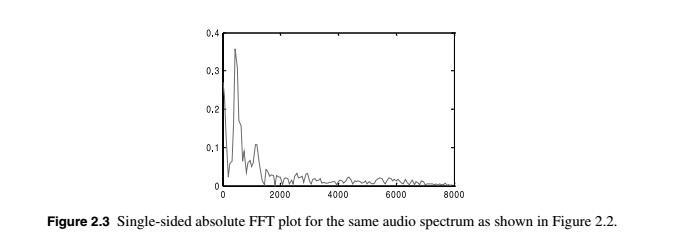 0.4
0.3
0.2
0.1
0
0 2000 4000 6000 8000
Figure 2.3 Single-sided absolute FFT plot for the same audio spectrum as shown in Figure 2.2.